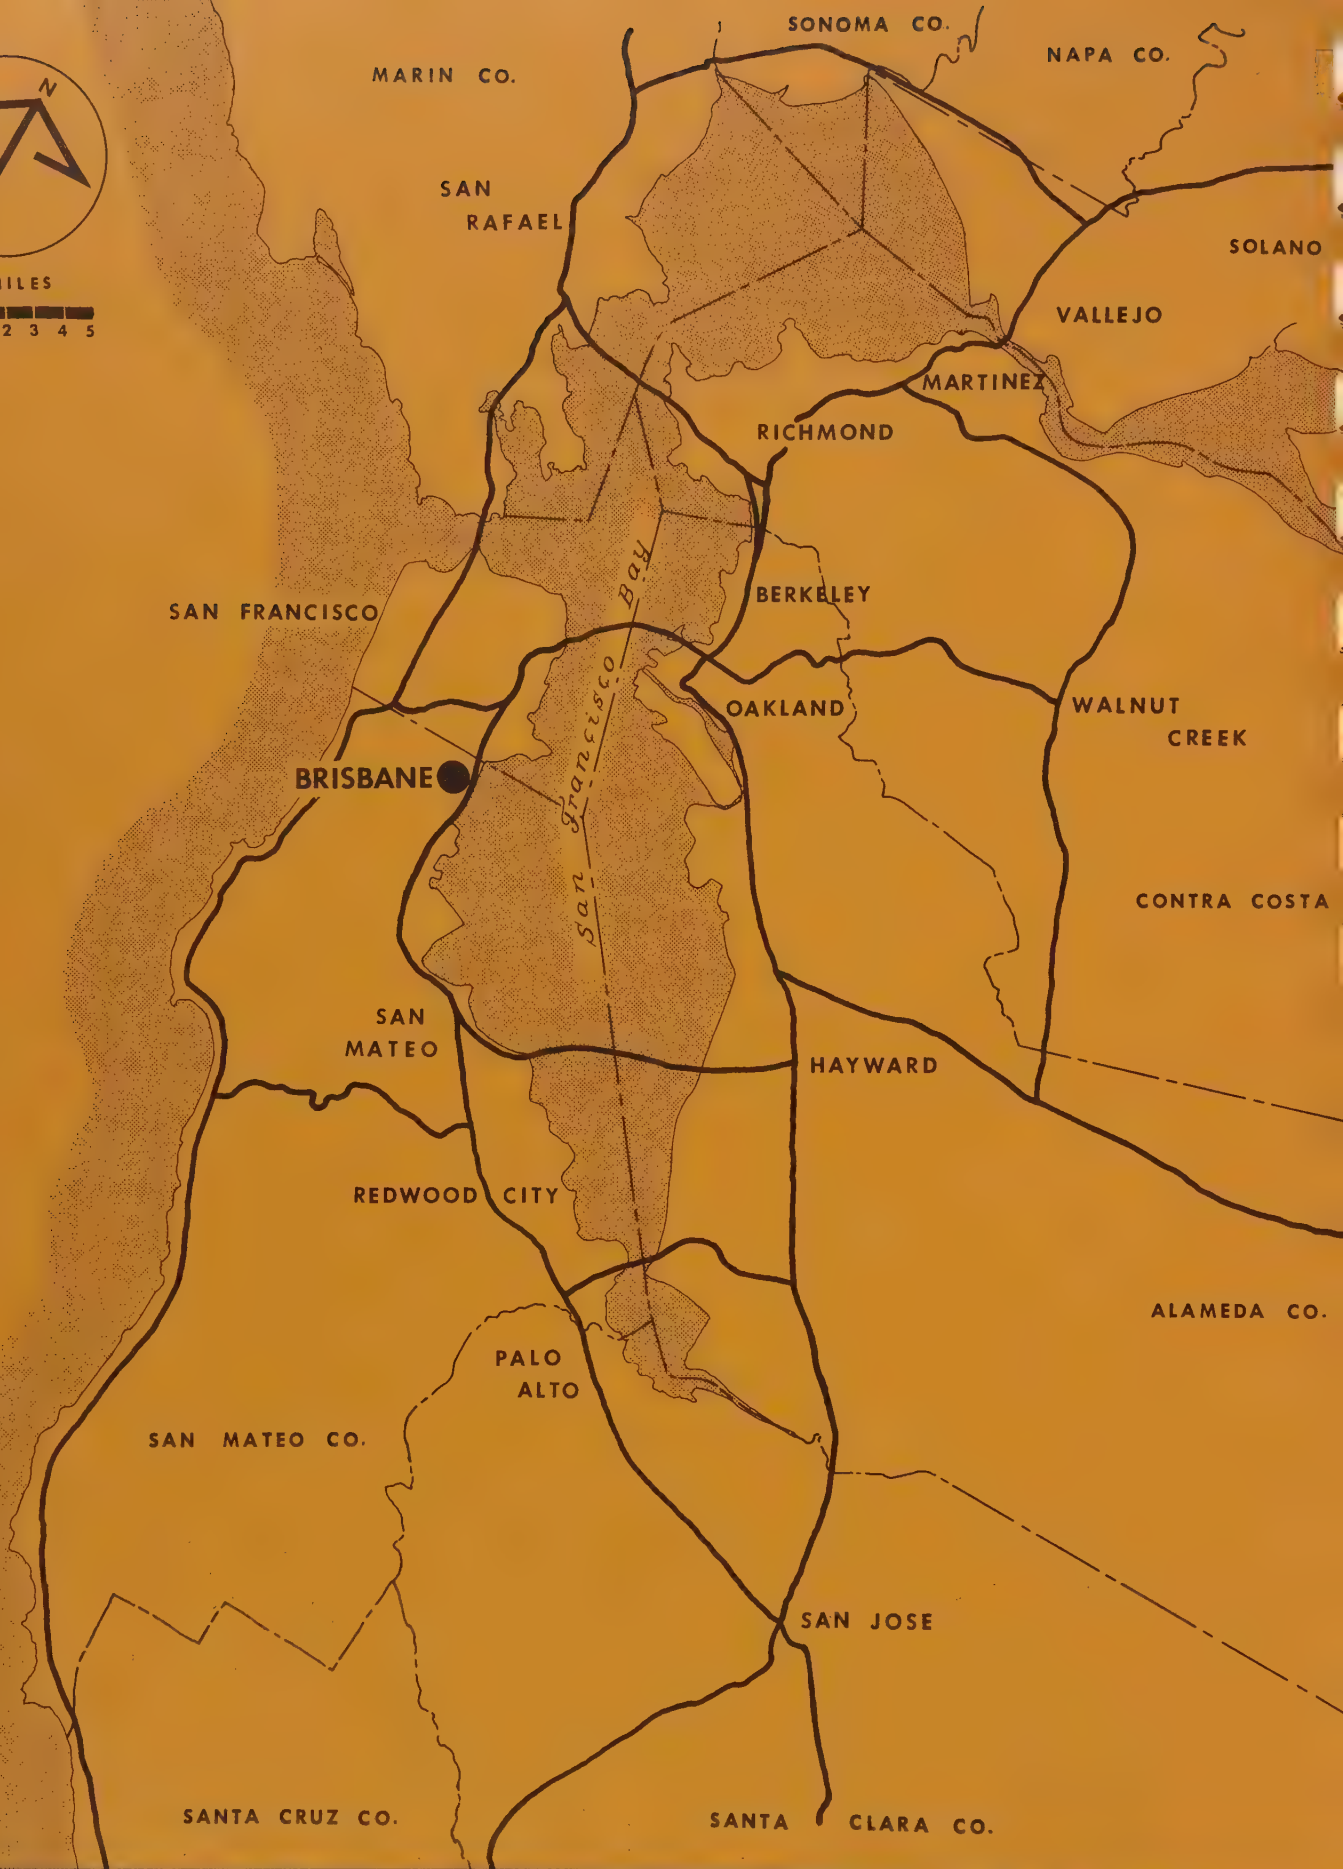 SONOMA CO.
NAPA CO.
MARIN CO.
N
SAN
RAFAEL
SOLANO
2 3 4 5
VALLEJO
MARTINEZ
RICHMOND
BERKELEY
SAN FRANCISCO
San Francisco Bay
OAKLAND
WALNUT
CREEK
BRISBANE
CONTRA COSTA
SAN
MATEO
HAYWARD
REDWOOD CITY
ALAMEDA CO.
PALO
ALTO
SAN MATEO CO.
SAN JOSE
SANTA CRUZ CO.
SANTA CLARA CO.